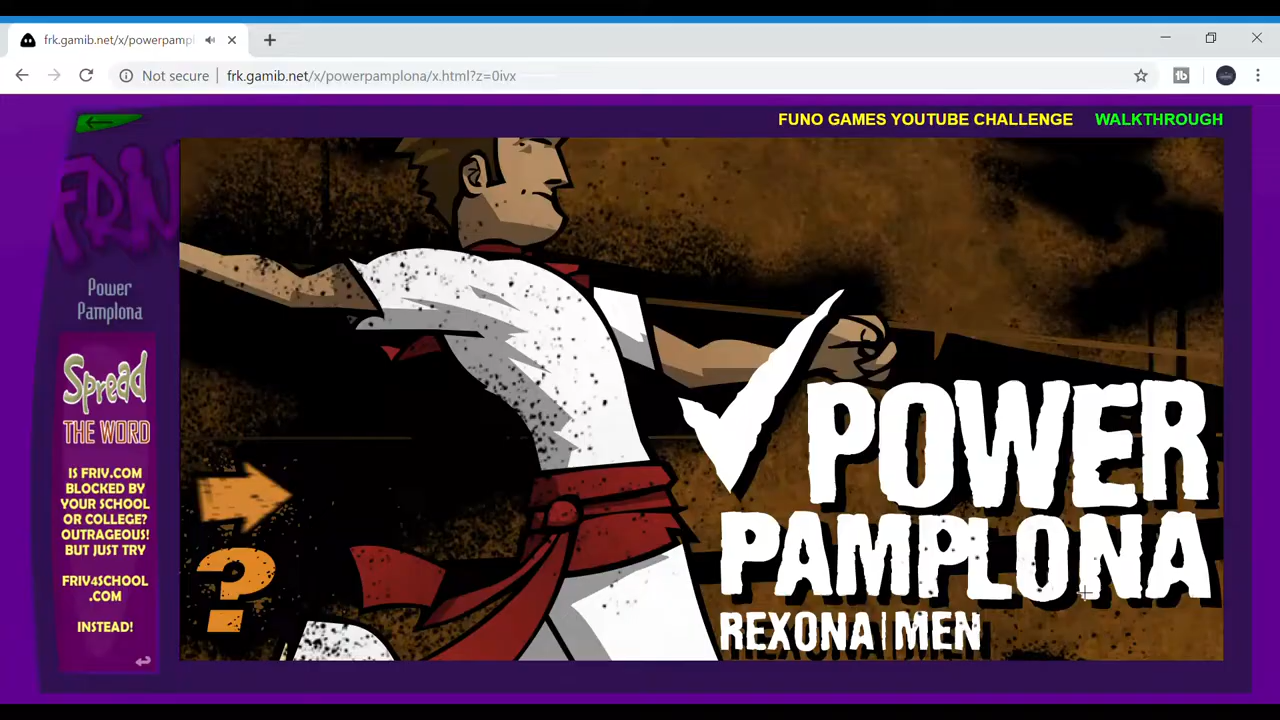 frk.gamib.net/x/powerpampl
Not secure
frk.gamib.net/x/powerpamplona/x.html?z=0ivx
FUNO GAMES YOUTUBE CHALLENGE
WALKTHROUGH
FRIV
Power
Pamplona
Spread
THE WORD
IS FRIV.COM
BLOCKED BY
YOUR SCHOOL
OR COLLEGE?
OUTRAGEOUS!
BUT JUST TRY
FRIV4SCHOOL
.COM
INSTEAD!
?
POWER
PAMPLONA
REXONA|MEN